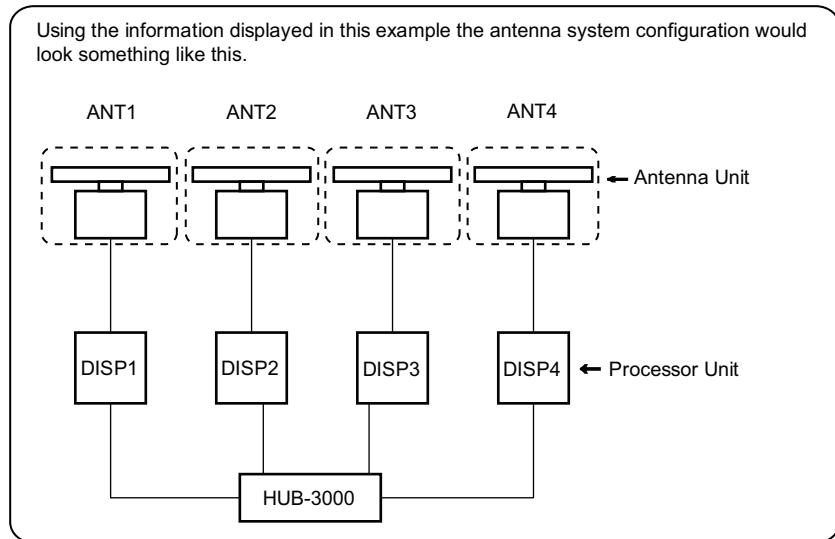 Using the information displayed in this example the antenna system configuration would
look something like this.
ANT1 ANT2 ANT3 ANT4
Antenna Unit
DISP1 DISP2 DISP3 DISP4 Processor Unit
HUB-3000